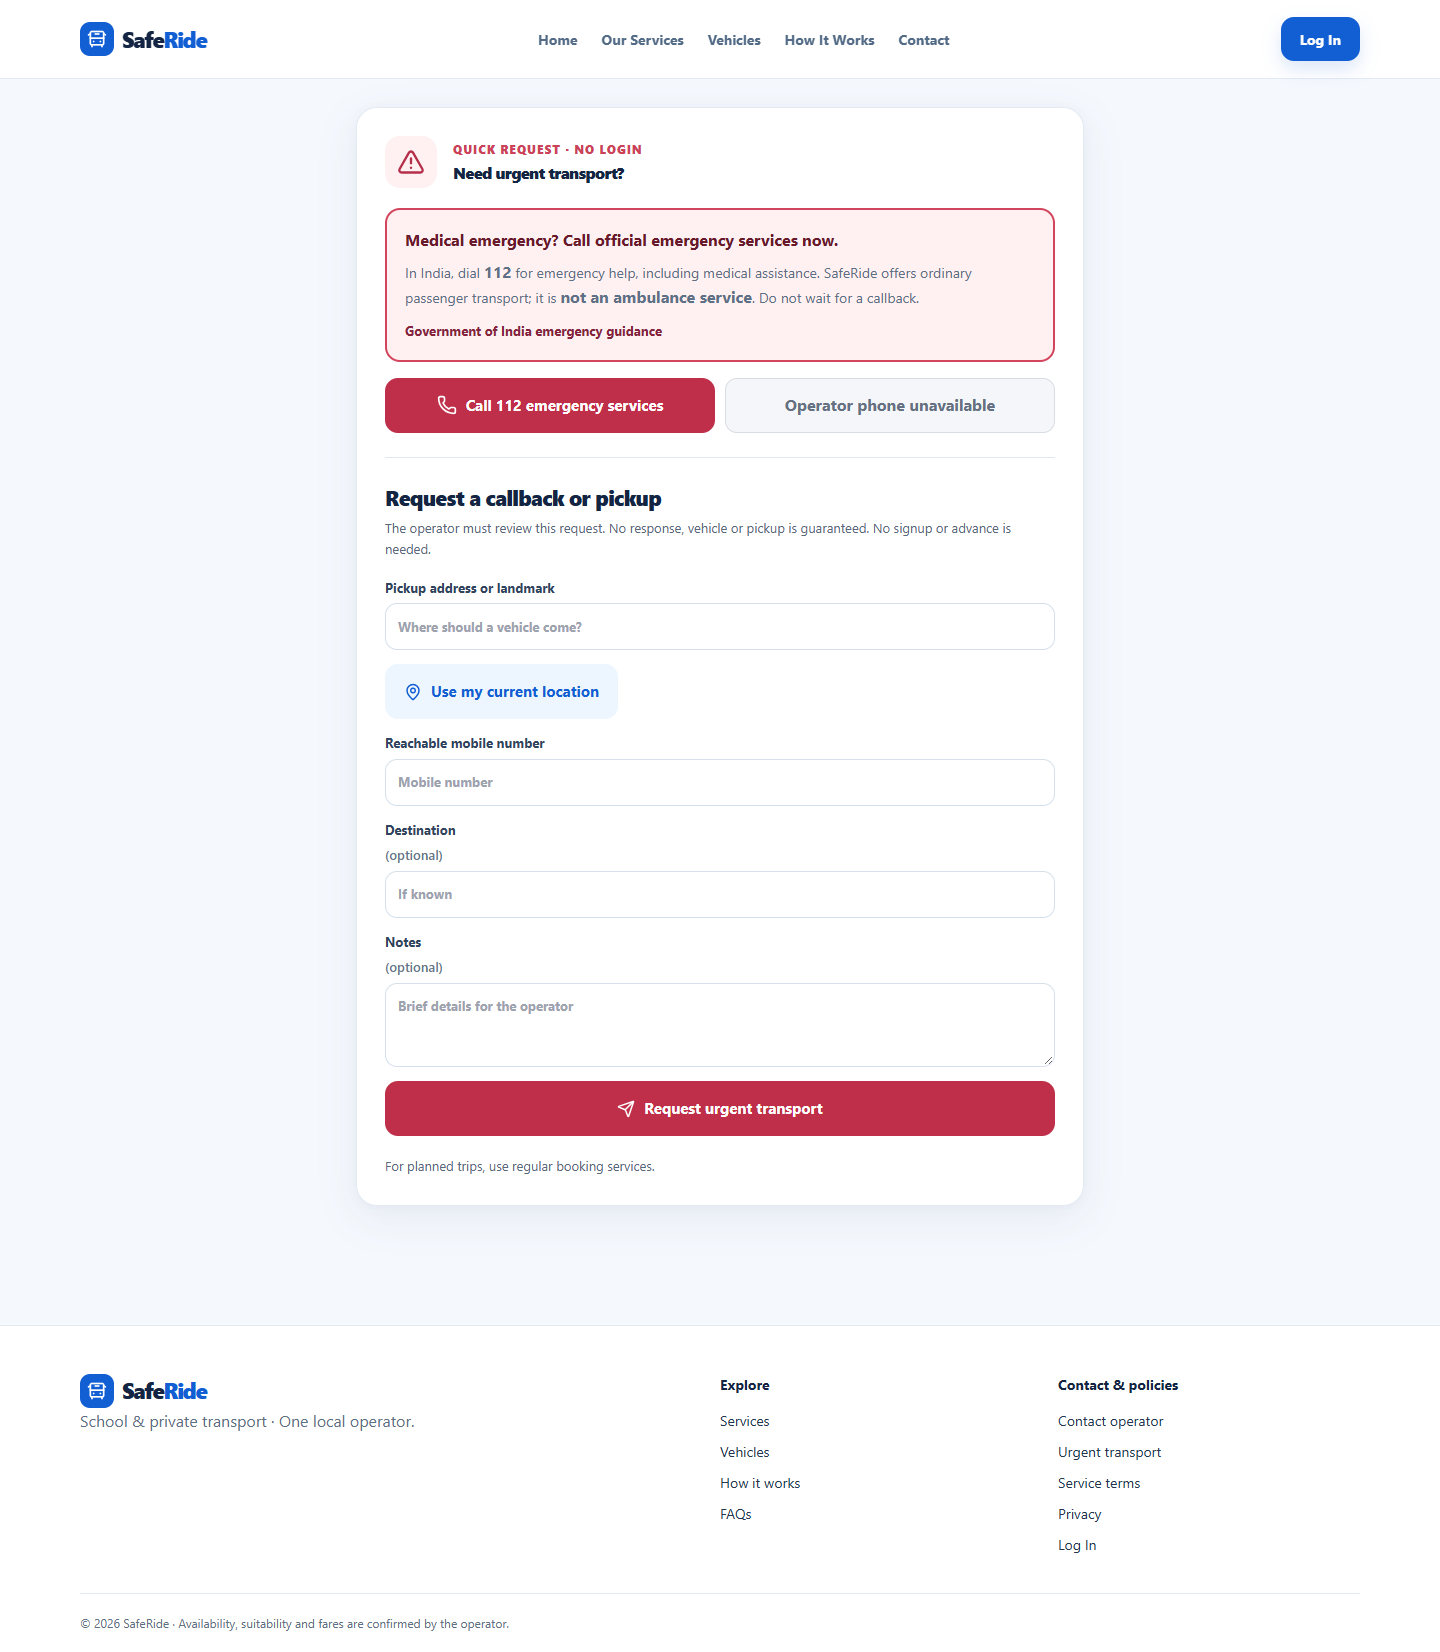 SafeRide
Home
Our Services
Vehicles
How It Works
Contact
Log In
QUICK REQUEST · NO LOGIN
Need urgent transport?
Medical emergency? Call official emergency services now.
In India, dial 112 for emergency help, including medical assistance. SafeRide offers ordinary
passenger transport; it is not an ambulance service. Do not wait for a callback.
Government of India emergency guidance
Call 112 emergency services
Operator phone unavailable
Request a callback or pickup
The operator must review this request. No response, vehicle or pickup is guaranteed. No signup or advance is
needed.
Pickup address or landmark
Where should a vehicle come?
Use my current location
Reachable mobile number
Mobile number
Destination
(optional)
If known
Notes
(optional)
Brief details for the operator
Request urgent transport
For planned trips, use regular booking services.
SafeRide
School & private transport · One local operator.
Explore
Services
Vehicles
How it works
FAQs
Contact & policies
Contact operator
Urgent transport
Service terms
Privacy
Log In
© 2026 SafeRide · Availability, suitability and fares are confirmed by the operator.